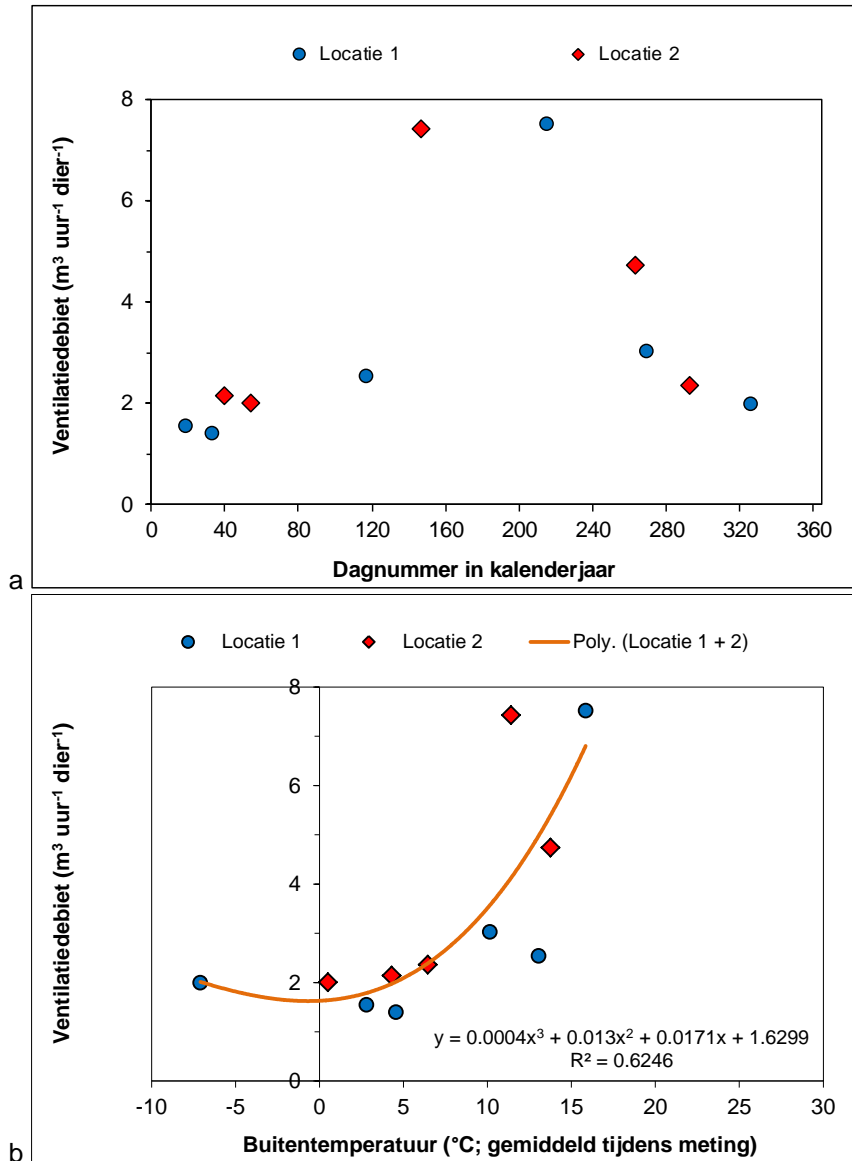 Locatie 1 Locatie 2
Ventilatiedebiet (m³ uur⁻¹ dier⁻¹)
8
6
4
2
0
0 40 80 120 160 200 240 280 320 360
Dagnummer in kalenderjaar
a
Locatie 1 Locatie 2 Poly. (Locatie 1 + 2)
Ventilatiedebiet (m³ uur⁻¹ dier⁻¹)
8
6
4
2
y = 0.0004x³ + 0.013x² + 0.0171x + 1.6299
R² = 0.6246
0
-10 -5 0 5 10 15 20 25 30
Buitentemperatuur (°C; gemiddeld tijdens meting)
b